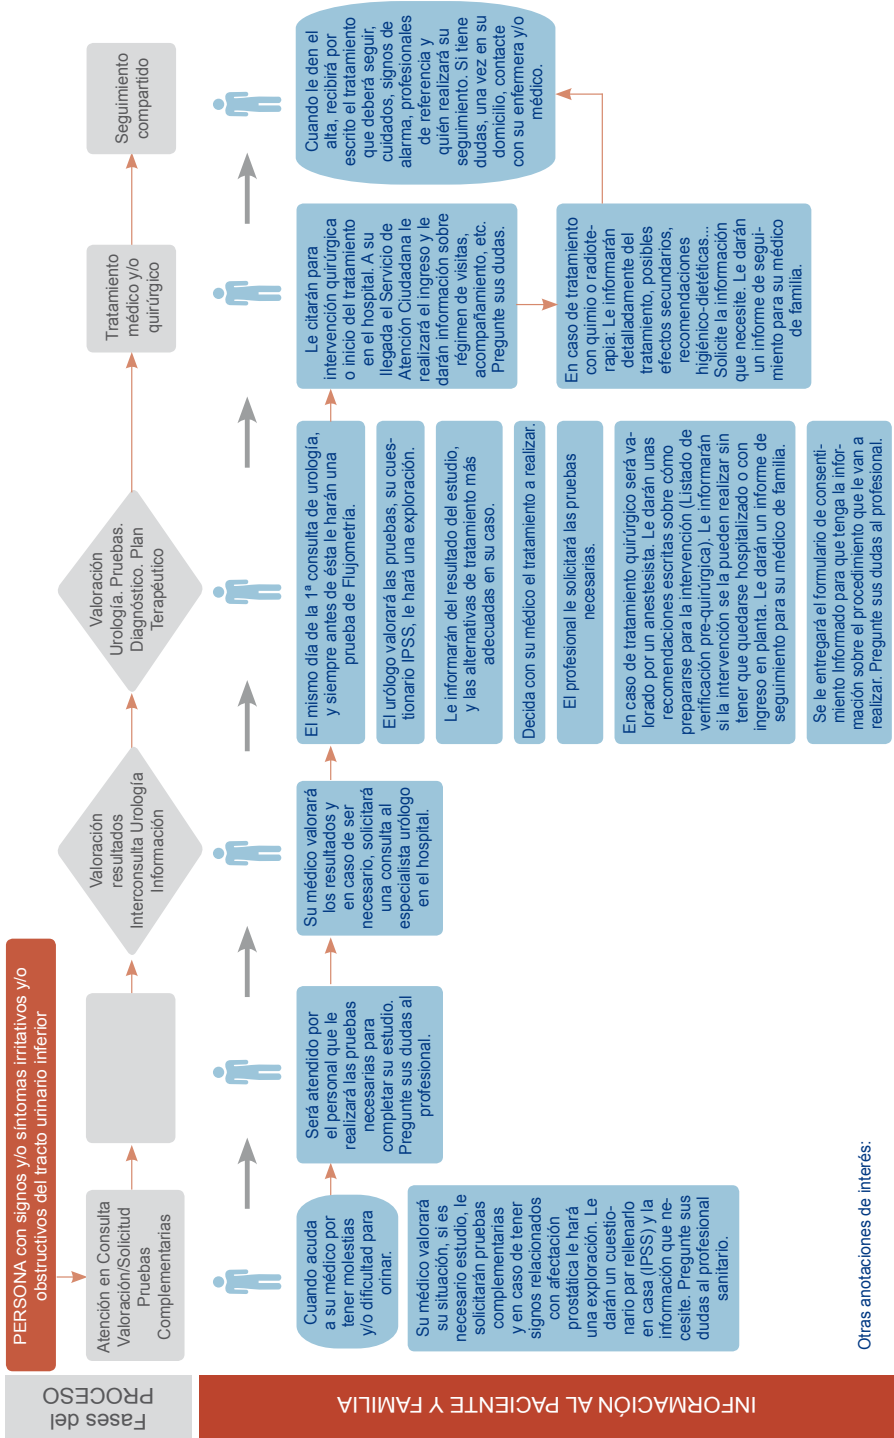 PERSONA con signos y/o síntomas irritativos y/o
obstructivos del tracto urinario inferior
Fases del
PROCESO
Atención en Consulta
Valoración/Solicitud
Pruebas
Complementarias
Valoración
resultados
Interconsulta Urología
Información
Valoración
Urología. Pruebas.
Diagnóstico. Plan
Terapéutico
Tratamiento
médico y/o
quirúrgico
Seguimiento
compartido
INFORMACIÓN AL PACIENTE Y FAMILIA
Cuando acuda
a su médico por
tener molestias
y/o dificultad para
orinar.
Su médico valorará
su situación, si es
necesario estudio, le
solicitarán pruebas
complementarias
y en caso de tener
signos relacionados
con afectación
prostática le hará
una exploración. Le
darán un cuestio-
nario par rellenarlo
en casa (IPSS) y la
información que ne-
cesite. Pregunte sus
dudas al profesional
sanitario.
Será atendido por
el personal que le
realizará las pruebas
necesarias para
completar su estudio.
Pregunte sus dudas al
profesional.
Su médico valorará
los resultados y
en caso de ser
necesario, solicitará
una consulta al
especialista urólogo
en el hospital.
El mismo día de la 1ª consulta de urología,
y siempre antes de ésta le harán una
prueba de Flujometría.
El urólogo valorará las pruebas, su cues-
tionario IPSS, le hará una exploración.
Le informarán del resultado del estudio,
y las alternativas de tratamiento más
adecuadas en su caso.
Decida con su médico el tratamiento a realizar.
El profesional le solicitará las pruebas
necesarias.
En caso de tratamiento quirúrgico será va-
lorado por un anestesista. Le darán unas
recomendaciones escritas sobre cómo
prepararse para la intervención (Listado de
verificación pre-quirúrgica). Le informarán
si la intervención se la pueden realizar sin
tener que quedarse hospitalizado o con
ingreso en planta. Le darán un informe de
seguimiento para su médico de familia.
Se le entregará el formulario de consenti-
miento Informado para que tenga la infor-
mación sobre el procedimiento que le van a
realizar. Pregunte sus dudas al profesional.
Le citarán para
intervención quirúrgica
o inicio del tratamiento
en el hospital. A su
llegada el Servicio de
Atención Ciudadana le
realizará el ingreso y le
darán información sobre
régimen de visitas,
acompañamiento, etc.
Pregunte sus dudas.
En caso de tratamiento
con quimio o radiote-
rapia: Le informarán
detalladamente del
tratamiento, posibles
efectos secundarios,
recomendaciones
higiénico-dietéticas...
Solicite la información
que necesite. Le darán
un informe de segui-
miento para su médico
de familia.
Cuando le den el
alta, recibirá por
escrito el tratamiento
que deberá seguir,
cuidados, signos de
alarma, profesionales
de referencia y
quién realizará su
seguimiento. Si tiene
dudas, una vez en su
domicilio, contacte
con su enfermera y/o
médico.
Otras anotaciones de interés: